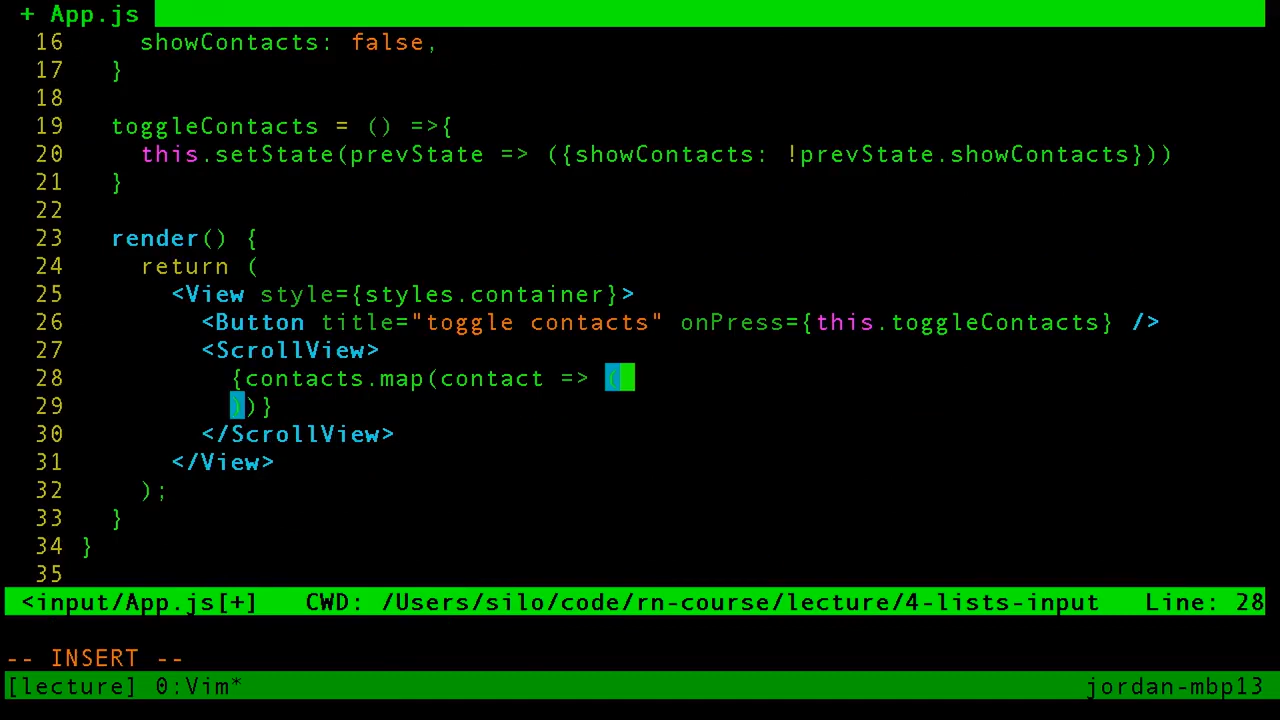 + App.js
16 showContacts: false,
17 }
18
19 toggleContacts = () =>{
20 this.setState(prevState => ({showContacts: !prevState.showContacts}))
21 }
22
23 render() {
24 return (
25 <View style={styles.container}>
26 <Button title="toggle contacts" onPress={this.toggleContacts} />
27 <ScrollView>
28 {contacts.map(contact => (
29 ))}
30 </ScrollView>
31 </View>
32 );
33 }
34 }
35
<input/App.js[+] CWD: /Users/silo/code/rn-course/lecture/4-lists-input Line: 28
-- INSERT --
[lecture] 0:Vim* jordan-mbp13